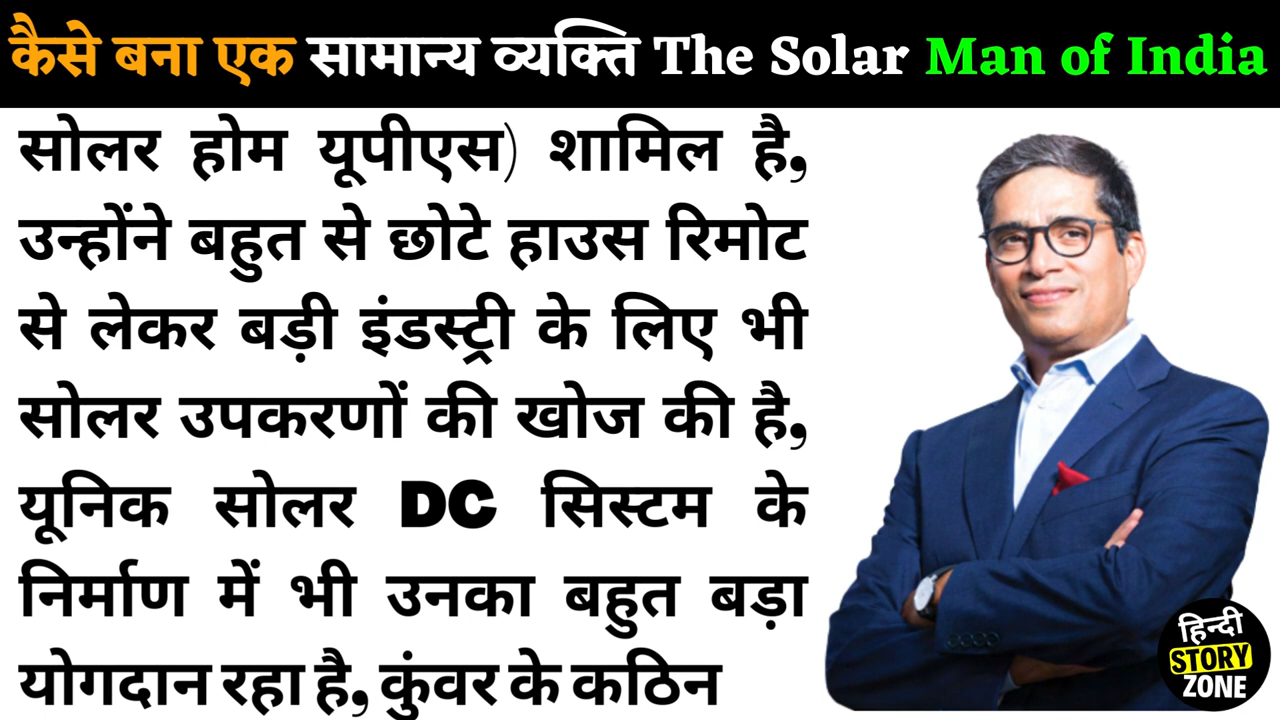 कैसे बना एक सामान्य व्यक्ति The Solar Man of India
सोलर होम यूपीएस) शामिल है,
उन्होंने बहुत से छोटे हाउस रिमोट
से लेकर बड़ी इंडस्ट्री के लिए भी
सोलर उपकरणों की खोज की है,
यूनिक सोलर DC सिस्टम के
निर्माण में भी उनका बहुत बड़ा
योगदान रहा है, कुंवर के कठिन
हिन्दी
STORY
ZONE